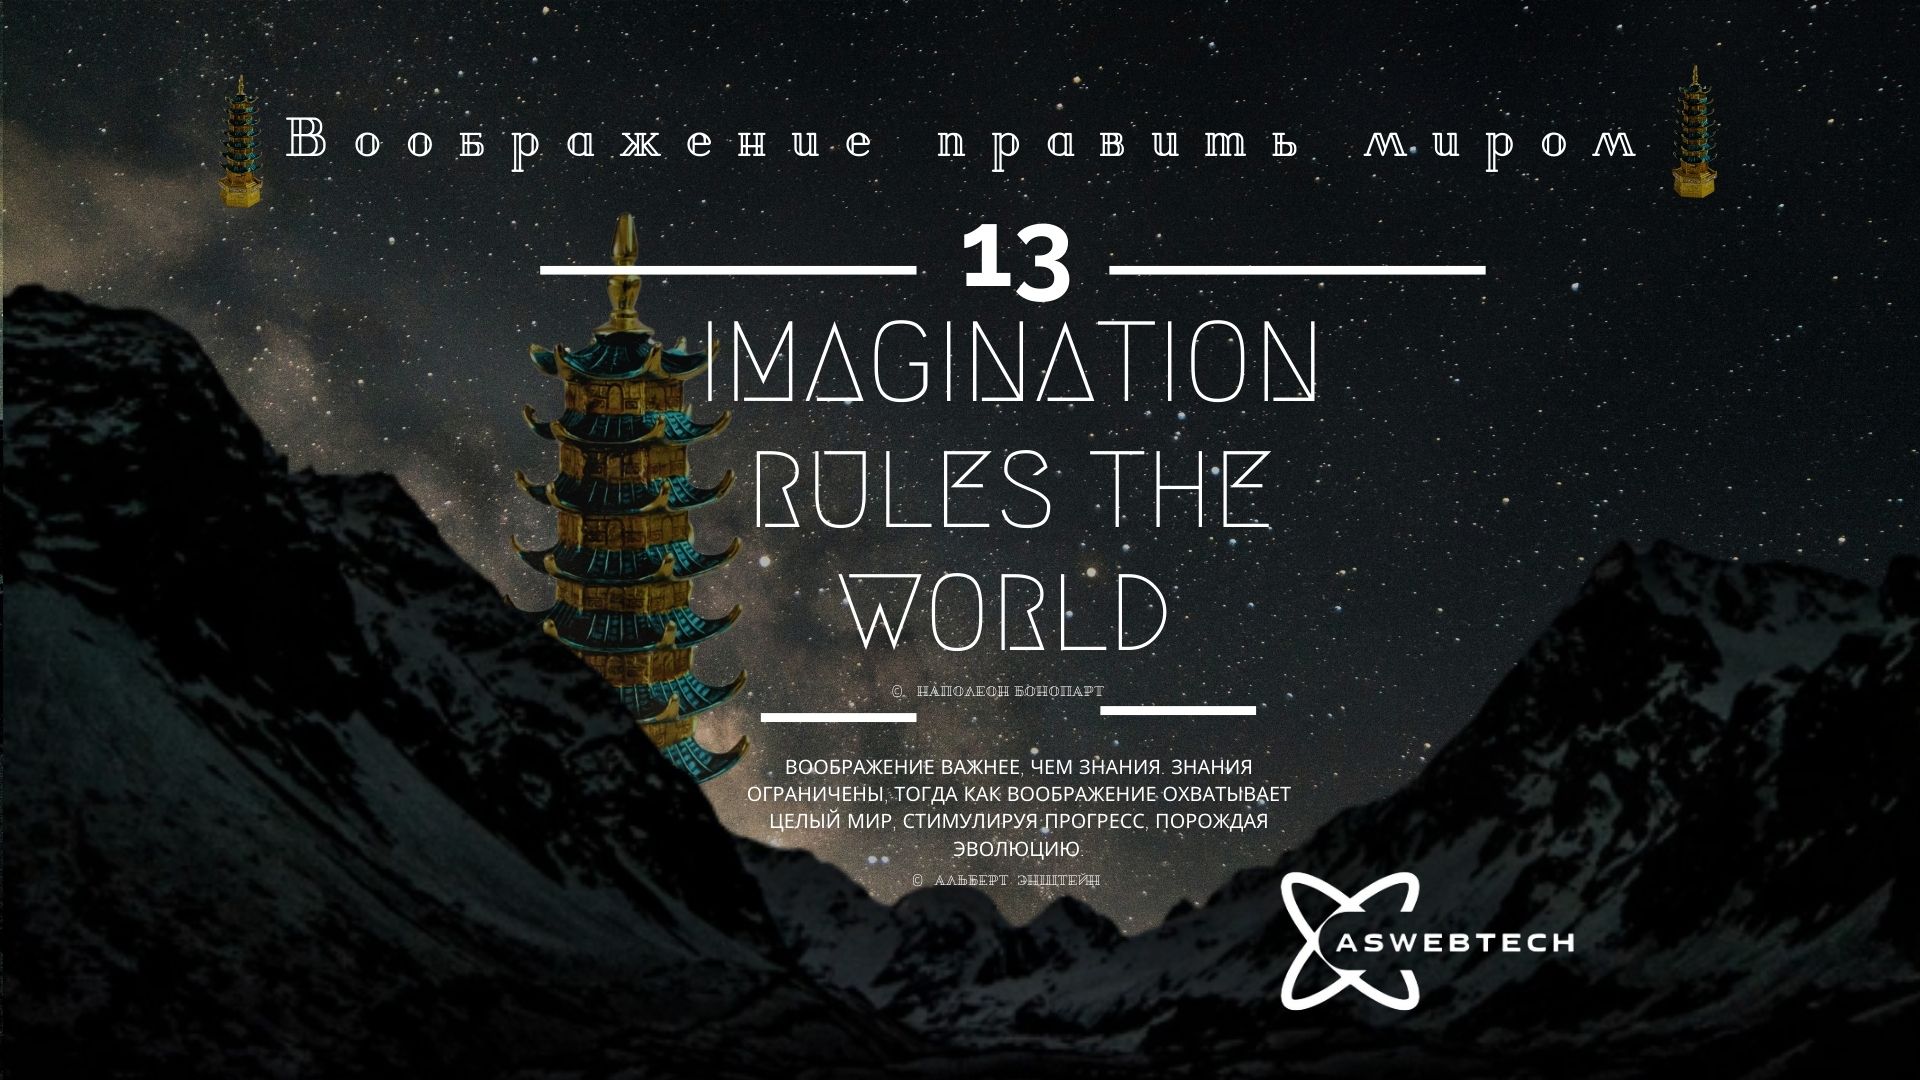 Воображение править миром
13
IMAGINATION
RULES THE
WORLD
© НАПОЛЕОН БОНОПАРТ
ВООБРАЖЕНИЕ ВАЖНЕЕ, ЧЕМ ЗНАНИЯ. ЗНАНИЯ
ОГРАНИЧЕНЫ, ТОГДА КАК ВООБРАЖЕНИЕ ОХВАТЫВАЕТ
ЦЕЛЫЙ МИР, СТИМУЛИРУЯ ПРОГРЕСС, ПОРОЖДАЯ
ЭВОЛЮЦИЮ.
© АЛЬБЕРТ ЭНШТЕЙН
ASWEBTECH